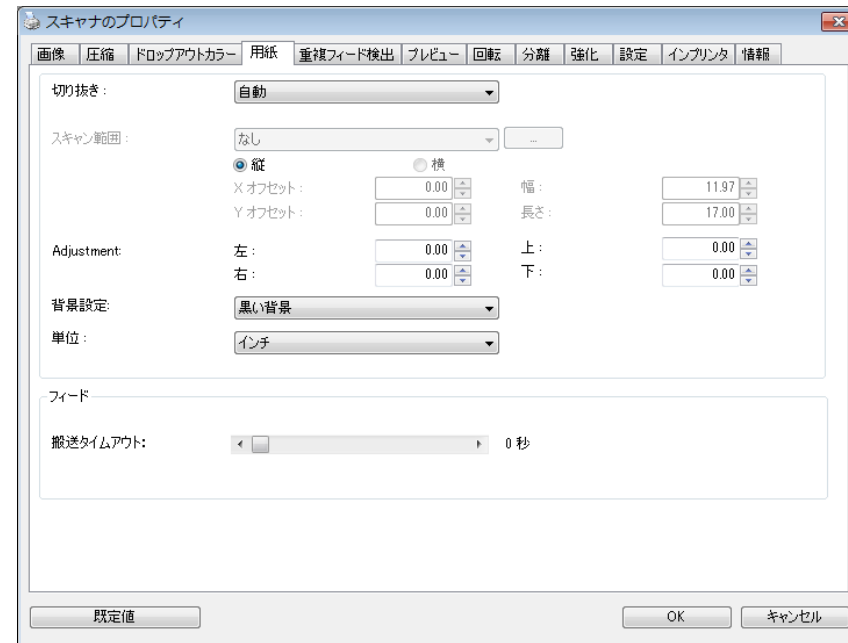 スキャナのプロパティ
画像 圧縮 ドロップアウトカラー 用紙 重複フィード検出 プレビュー 回転 分離 強化 設定 インプリンタ 情報
切り抜き： 自動
スキャン範囲： なし ...
縦 横
X オフセット： 0.00 幅： 11.97
Y オフセット： 0.00 長さ： 17.00
Adjustment: 左： 0.00 上： 0.00
右： 0.00 下： 0.00
背景設定: 黒い背景
単位： インチ
フィード
搬送タイムアウト: 0 秒
既定値 OK キャンセル